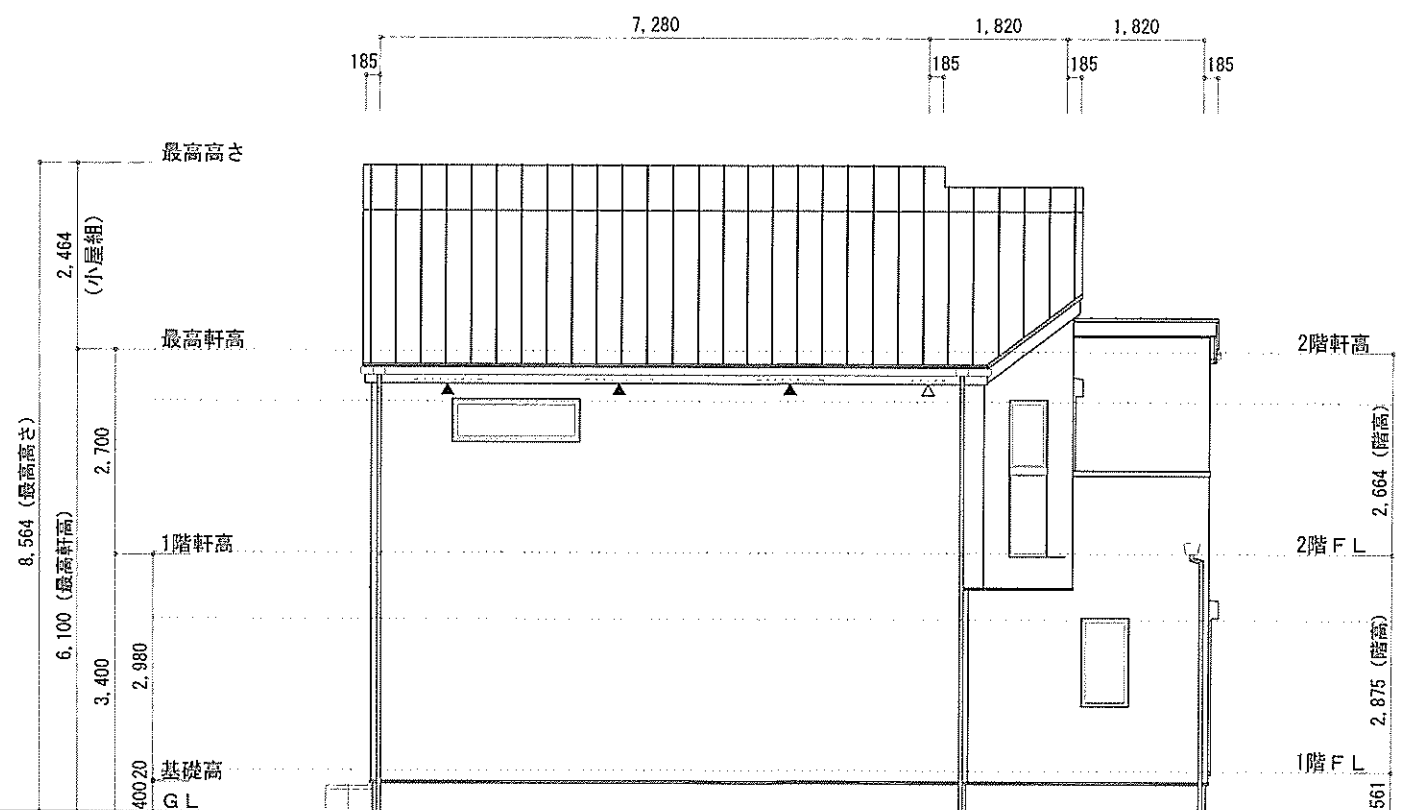 7,280
1,820
1,820
185
185
185
185
最高高さ
2,464
(小屋組)
最高軒高
2階軒高
2,700
8,564 (最高高さ)
6,100 (最高軒高)
2,664 (階高)
1階軒高
2階ＦＬ
3,400
2,980
2,875 (階高)
20
基礎高
1階ＦＬ
400
ＧＬ
561